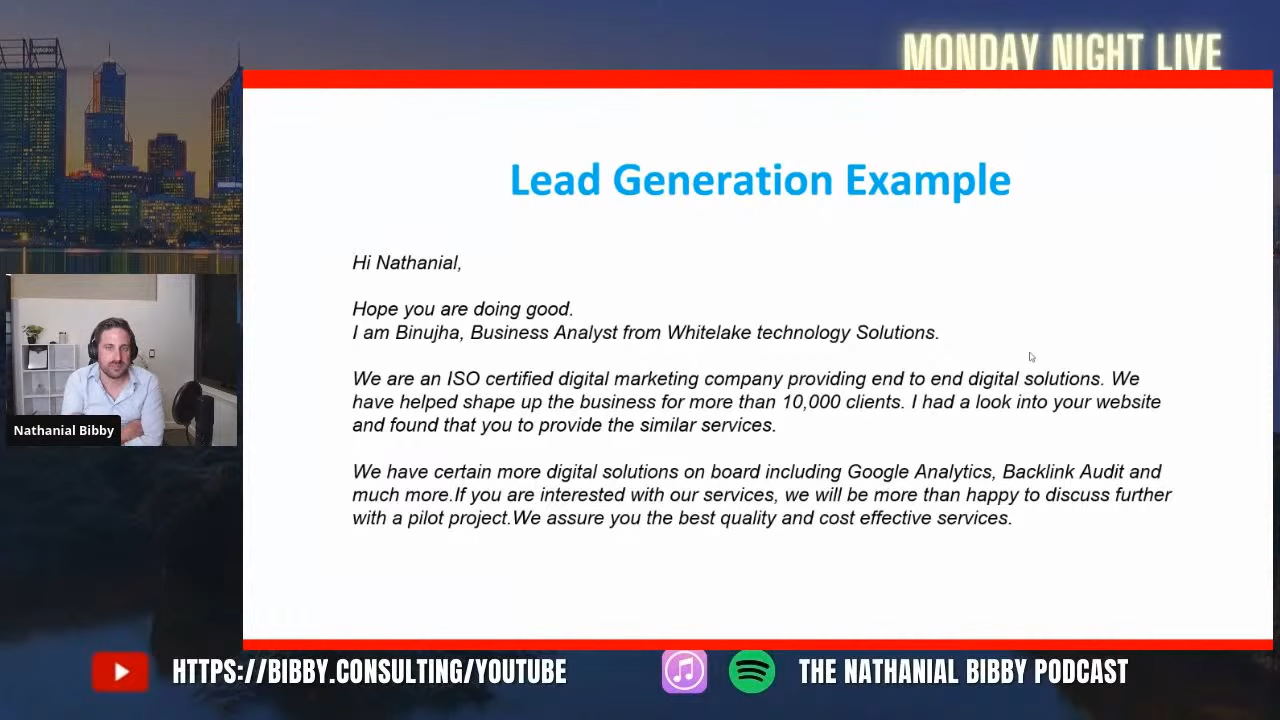 MONDAY NIGHT LIVE
Lead Generation Example
Hi Nathanial,
Hope you are doing good.
I am Binujha, Business Analyst from Whitelake technology Solutions.
We are an ISO certified digital marketing company providing end to end digital solutions. We
have helped shape up the business for more than 10,000 clients. I had a look into your website
and found that you to provide the similar services.
We have certain more digital solutions on board including Google Analytics, Backlink Audit and
much more.If you are interested with our services, we will be more than happy to discuss further
with a pilot project.We assure you the best quality and cost effective services.
Nathanial Bibby
HTTPS://BIBBY.CONSULTING/YOUTUBE
THE NATHANIAL BIBBY PODCAST